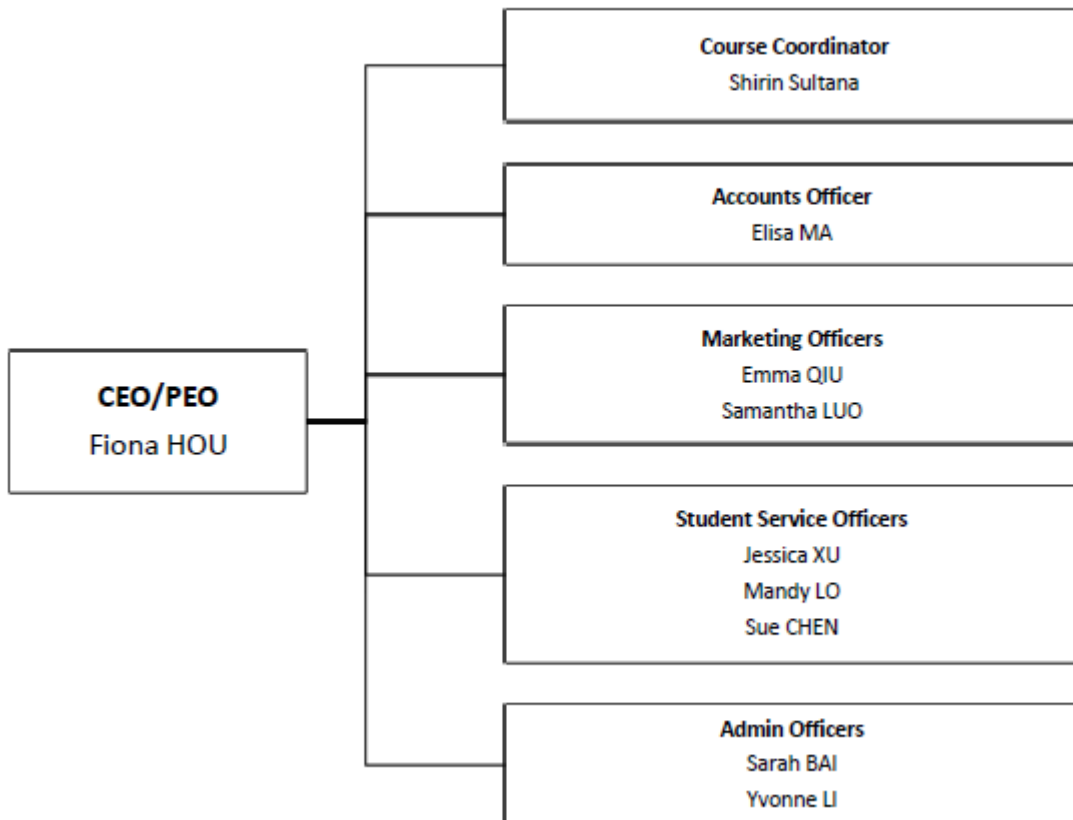 Course Coordinator
Shirin Sultana
Accounts Officer
Elisa MA
Marketing Officers
Emma QIU
Samantha LUO
CEO/PEO
Fiona HOU
Student Service Officers
Jessica XU
Mandy LO
Sue CHEN
Admin Officers
Sarah BAI
Yvonne LI